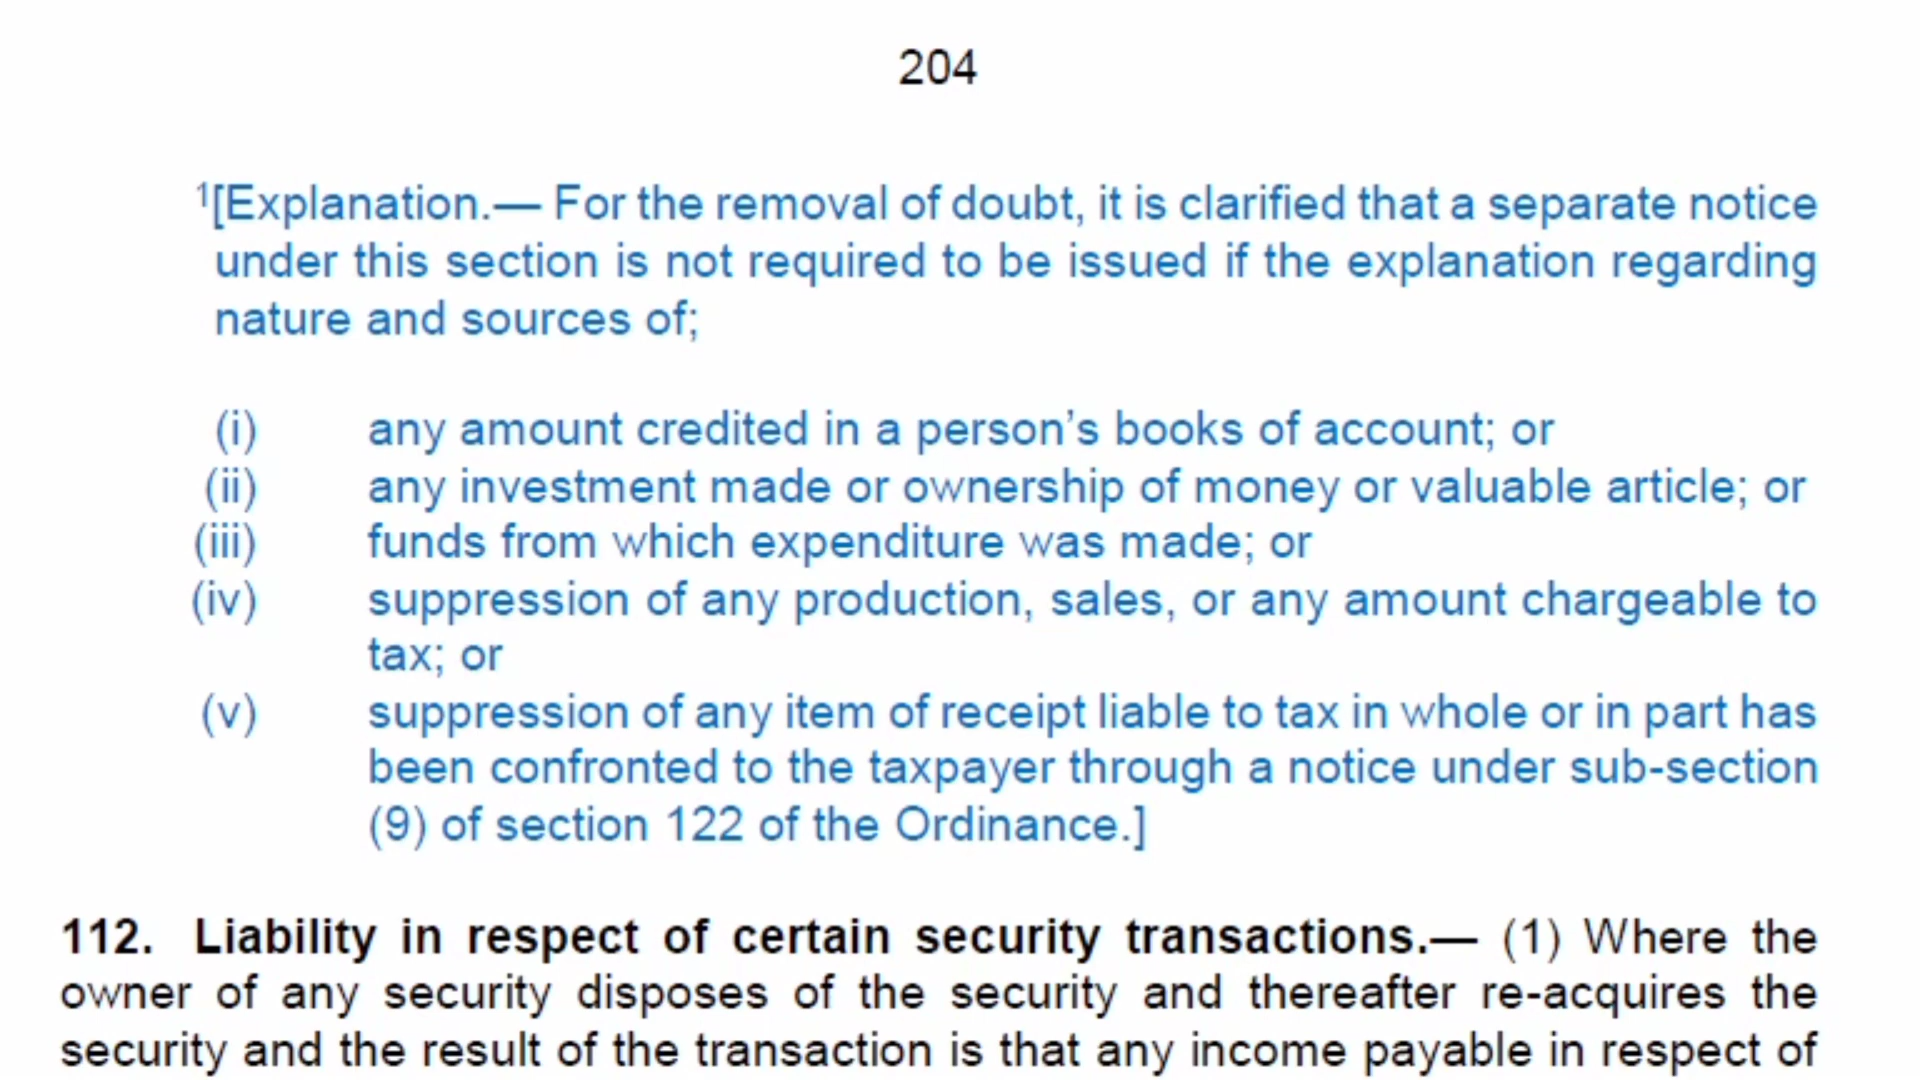 204
1[Explanation.— For the removal of doubt, it is clarified that a separate notice
under this section is not required to be issued if the explanation regarding
nature and sources of;
(i) any amount credited in a person’s books of account; or
(ii) any investment made or ownership of money or valuable article; or
(iii) funds from which expenditure was made; or
(iv) suppression of any production, sales, or any amount chargeable to
tax; or
(v) suppression of any item of receipt liable to tax in whole or in part has
been confronted to the taxpayer through a notice under sub-section
(9) of section 122 of the Ordinance.]
112. Liability in respect of certain security transactions.— (1) Where the
owner of any security disposes of the security and thereafter re-acquires the
security and the result of the transaction is that any income payable in respect of